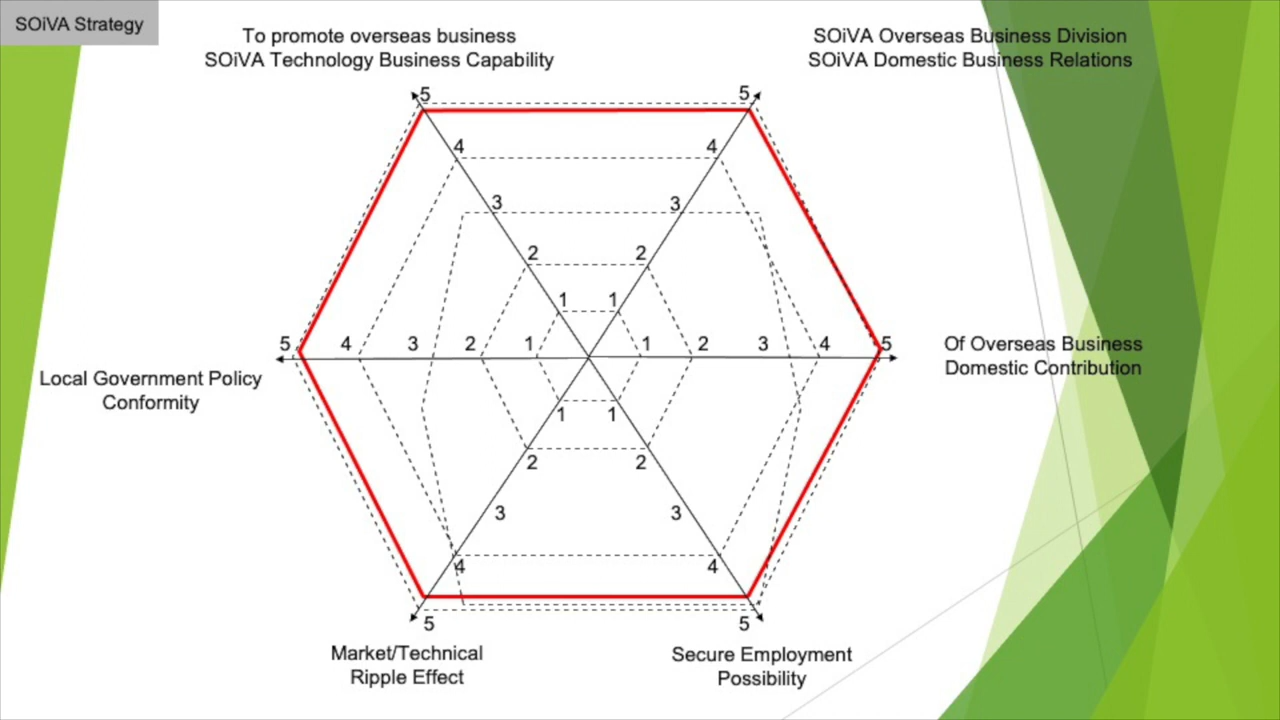 SOiVA Strategy
To promote overseas business
SOiVA Technology Business Capability
SOiVA Overseas Business Division
SOiVA Domestic Business Relations
5 5
4 4
3 3
2 2
1 1
5 4 3 2 1 1 2 3 4 5
Of Overseas Business
Domestic Contribution
Local Government Policy
Conformity
1 1
2 2
3 3
4 4
5 5
Market/Technical
Ripple Effect
Secure Employment
Possibility